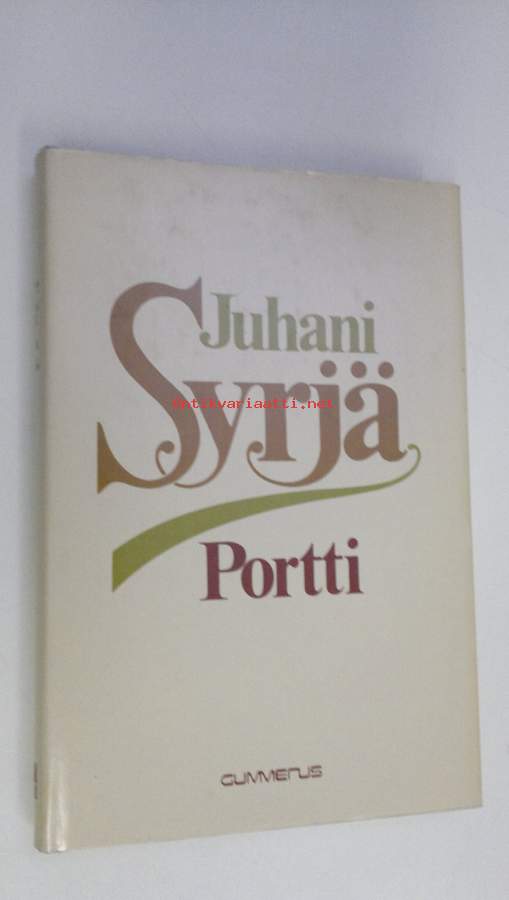 Juhani
Syrjä
Antikvariaatti.net
Portti
GUMMERUS